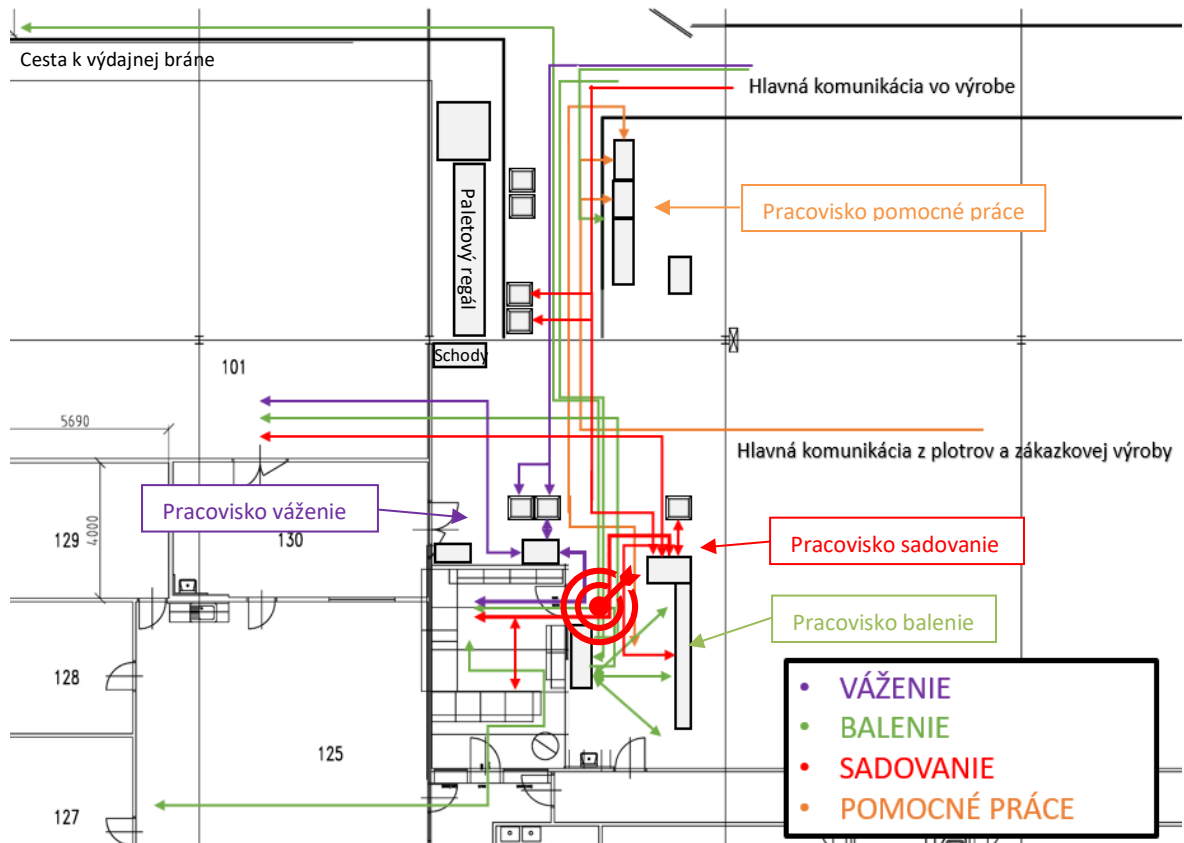 Cesta k výdajnej bráne
Hlavná komunikácia vo výrobe
Paletový regál
Pracovisko pomocné práce
Schody
101
5690
Hlavná komunikácia z plotrov a zákazkovej výroby
Pracovisko váženie
129
4000
130
Pracovisko sadovanie
Pracovisko balenie
128
125
127
• VÁŽENIE
• BALENIE
• SADOVANIE
• POMOCNÉ PRÁCE